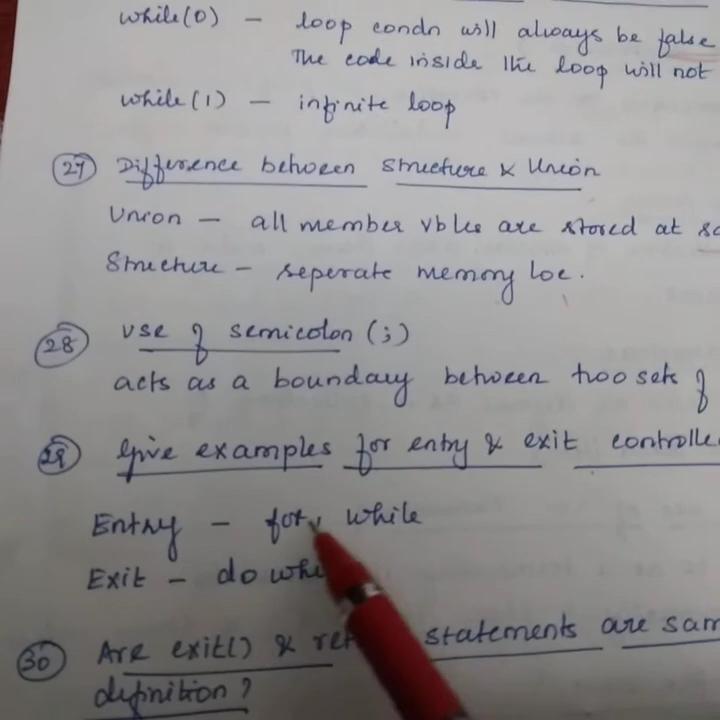 while(0) - loop condn will always be false
The code inside the loop will not
while(1) - infinite loop
27 Difference between structure & Union
Union - all member vbles are stored at
Structure - seperate memory loc.
28 use of semicolon (;)
acts as a boundary between two sets of
29 Give examples for entry & exit
Entry - for, while
Exit - do
30 Are exit() & statements are
definition?